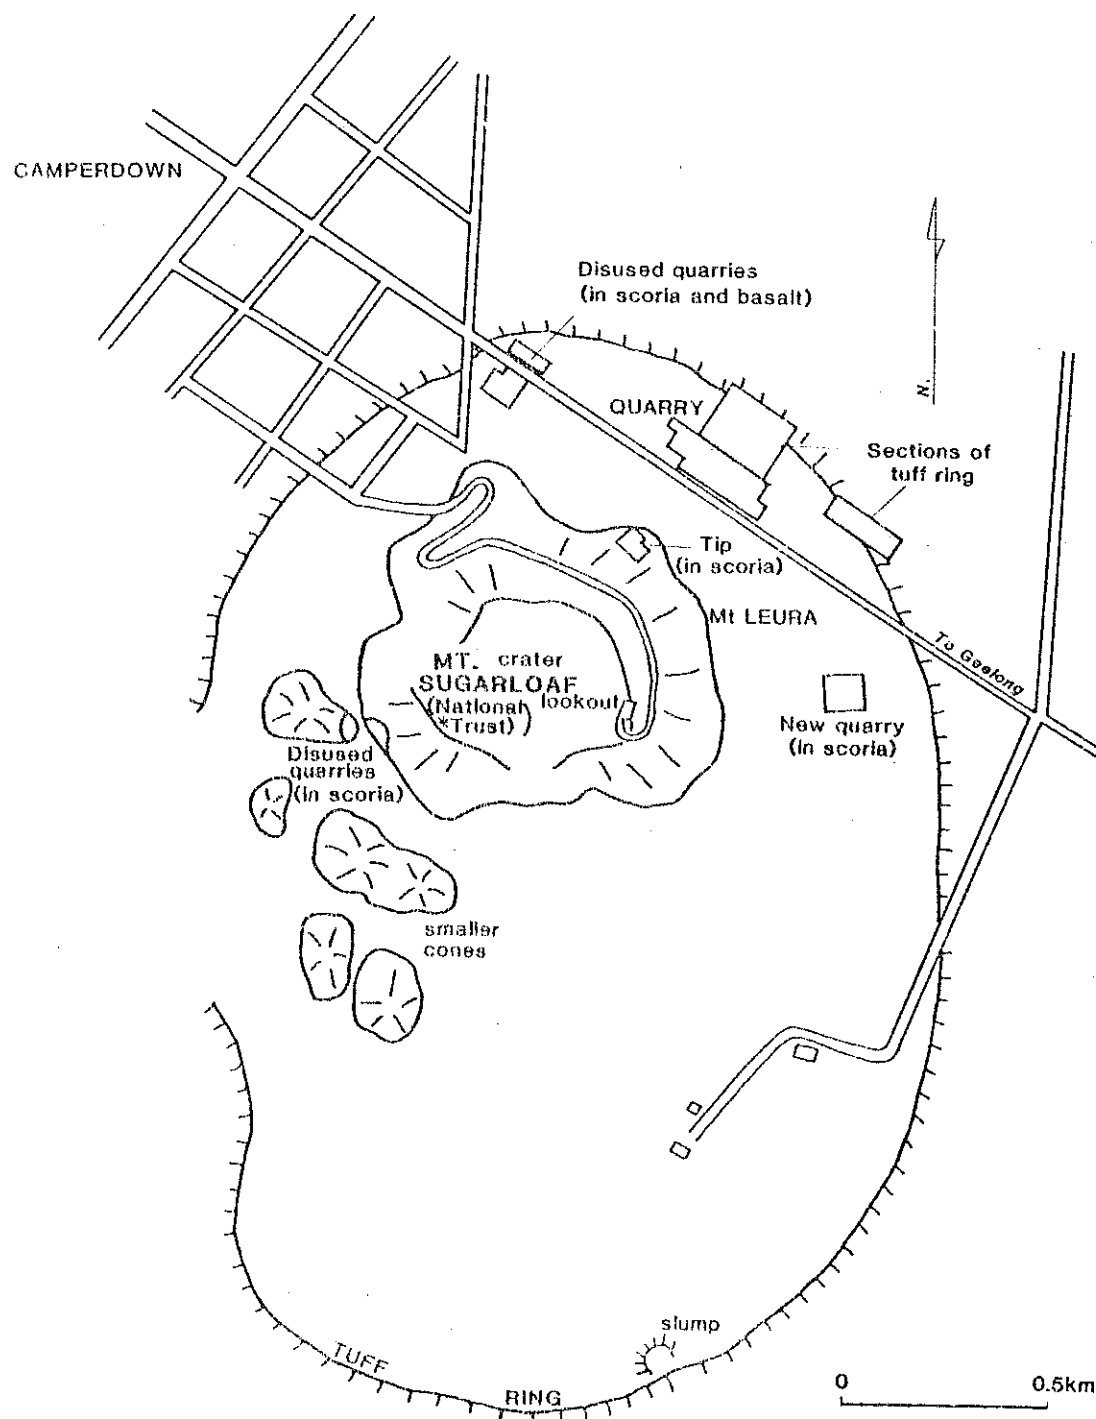 CAMPERDOWN
Disused quarries
(in scoria and basalt)
N.
QUARRY
Sections of
tuff ring
Tip
(in scoria)
Mt LEURA
To Geelong
MT. crater
SUGARLOAF
(National lookout
*Trust)
New quarry
(in scoria)
Disused
quarries
(in scoria)
smaller
cones
slump
TUFF
RING
0 0.5km